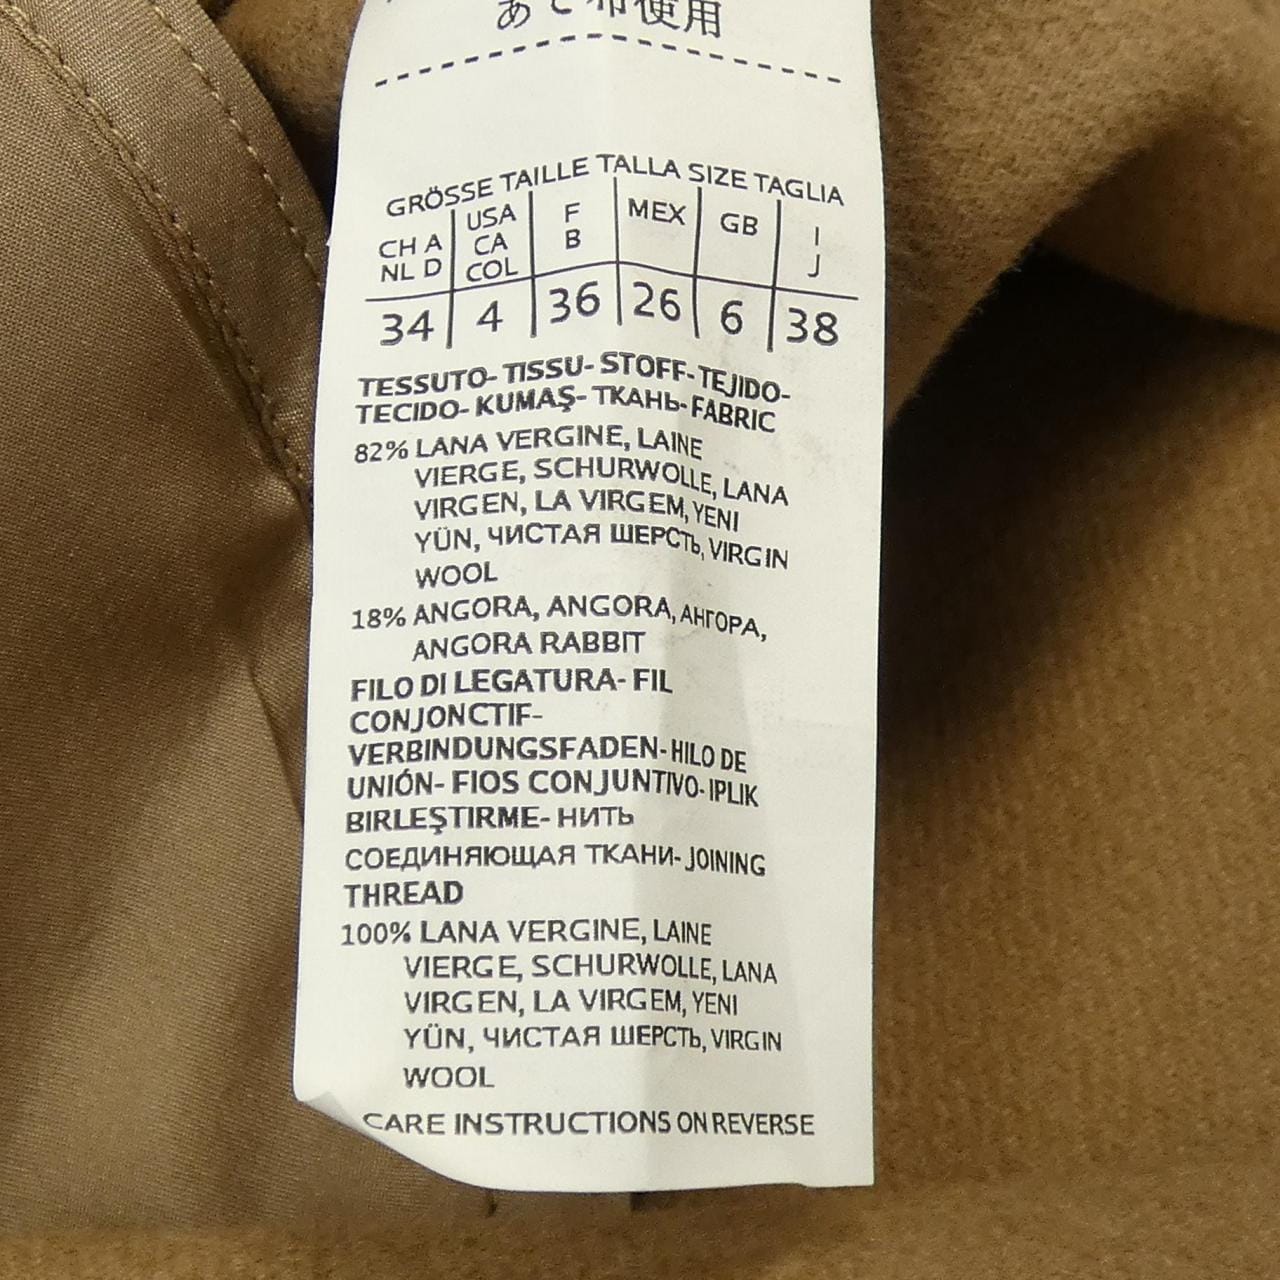 あて布使用
GRÖSSE TAILLE TALLA SIZE TAGLIA
CH A NL D USA CA COL F B MEX GB I J
34 4 36 26 6 38
TESSUTO- TISSU- STOFF- TEJIDO-
TECIDO- KUMAŞ- ТКАНЬ- FABRIC
82% LANA VERGINE, LAINE
VIERGE, SCHURWOLLE, LANA
VIRGEN, LA VIRGEM, YENI
YÜN, ЧИСТАЯ ШЕРСТЬ, VIRGIN
WOOL
18% ANGORA, ANGORA, АНГОРА,
ANGORA RABBIT
FILO DI LEGATURA- FIL
CONJONCTIF-
VERBINDUNGSFADEN- HILO DE
UNIÓN- FIOS CONJUNTIVO- IPLIK
BIRLEŞTIRME- НИТЬ
СОЕДИНЯЮЩАЯ ТКАНИ- JOINING
THREAD
100% LANA VERGINE, LAINE
VIERGE, SCHURWOLLE, LANA
VIRGEN, LA VIRGEM, YENI
YÜN, ЧИСТАЯ ШЕРСТЬ, VIRGIN
WOOL
CARE INSTRUCTIONS ON REVERSE